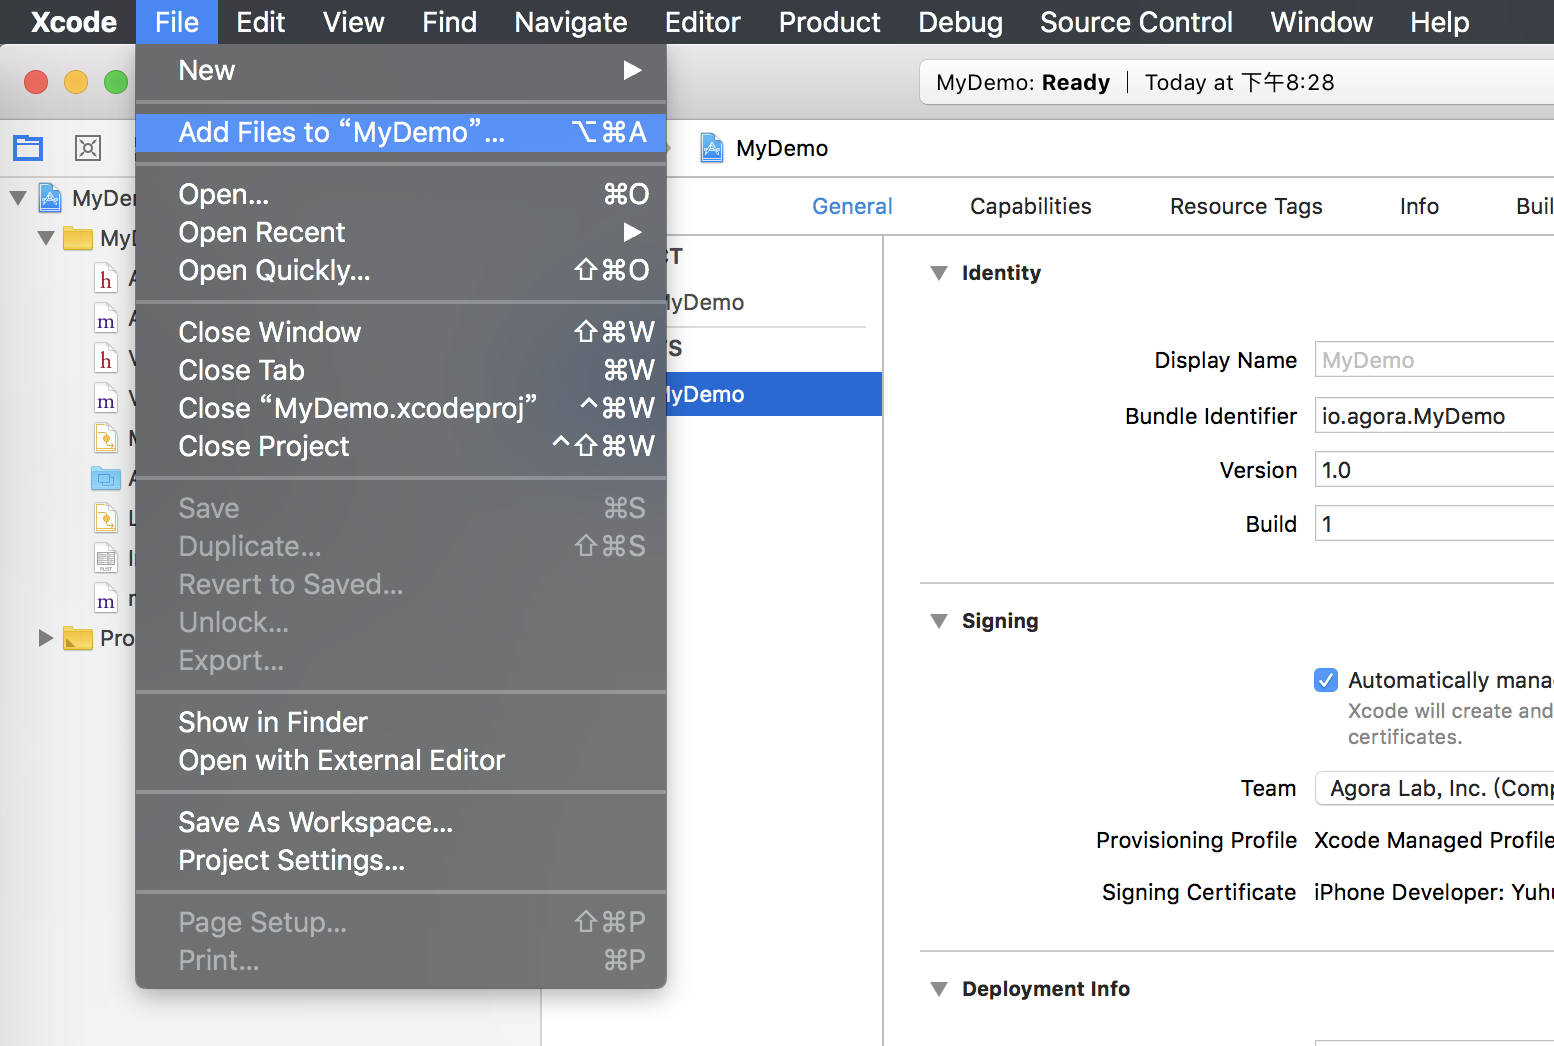 Xcode File Edit View Find Navigate Editor Product Debug Source Control Window Help
MyDemo: Ready | Today at 下午8:28
New
Add Files to “MyDemo”... ⌥⌘A
Open... ⌘O
Open Recent
Open Quickly... ⇧⌘O
Close Window ⇧⌘W
Close Tab ⌘W
Close “MyDemo.xcodeproj” ^⌘W
Close Project ^⇧⌘W
Save ⌘S
Duplicate... ⇧⌘S
Revert to Saved...
Unlock...
Export...
Show in Finder
Open with External Editor
Save As Workspace...
Project Settings...
Page Setup... ⇧⌘P
Print... ⌘P
h
m
h
m
PLIST
m
Pro
MyDemo
General Capabilities Resource Tags Info Buil
MyDemo
Identity
Display Name MyDemo
Bundle Identifier io.agora.MyDemo
Version 1.0
Build 1
Signing
Automatically mana
Xcode will create and
certificates.
Team Agora Lab, Inc. (Comp
Provisioning Profile Xcode Managed Profile
Signing Certificate iPhone Developer: Yuhu
Deployment Info